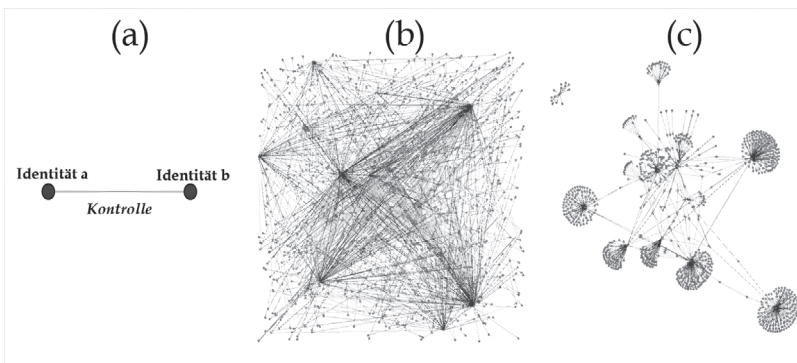 (a)
(b)
(c)
Identität a
Identität b
Kontrolle